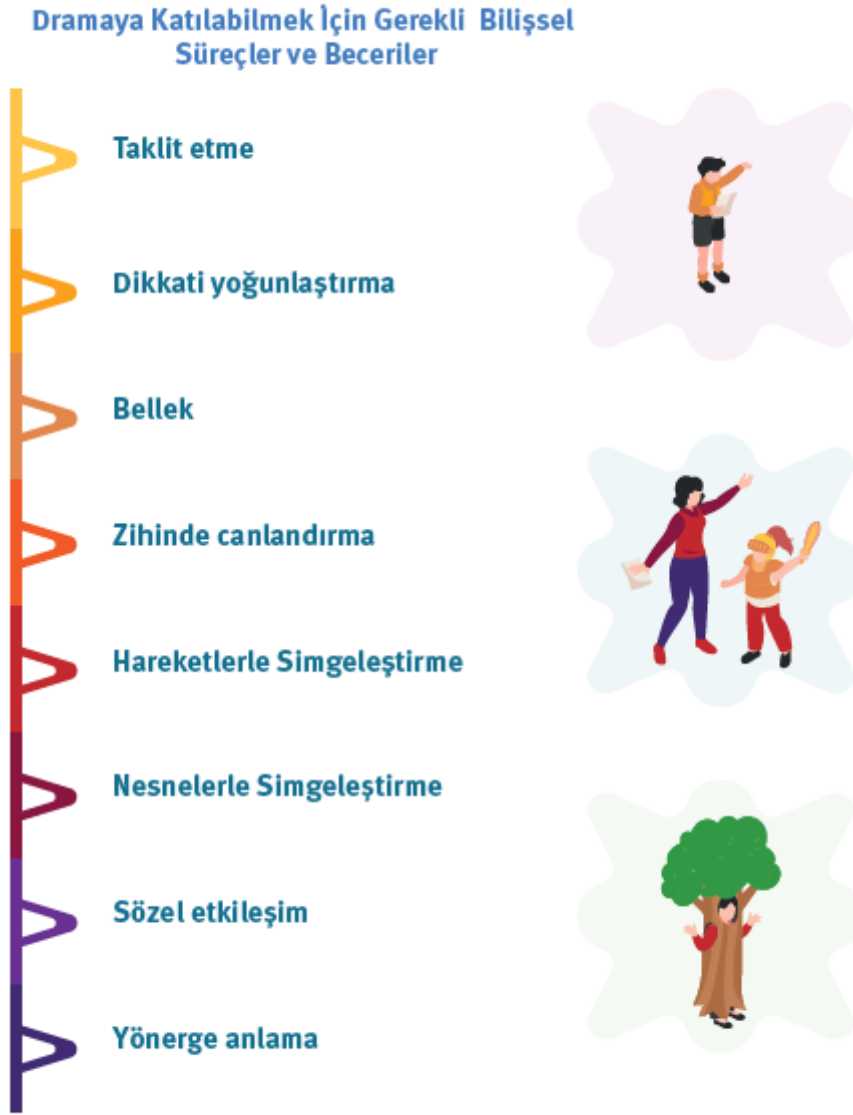 Dramaya Katılabilmek İçin Gerekli Bilişsel
Süreçler ve Beceriler
Taklit etme
Dikkati yoğunlaştırma
Bellek
Zihinde canlandırma
Hareketlerle Simgeleştirme
Nesnelerle Simgeleştirme
Sözel etkileşim
Yönerge anlama